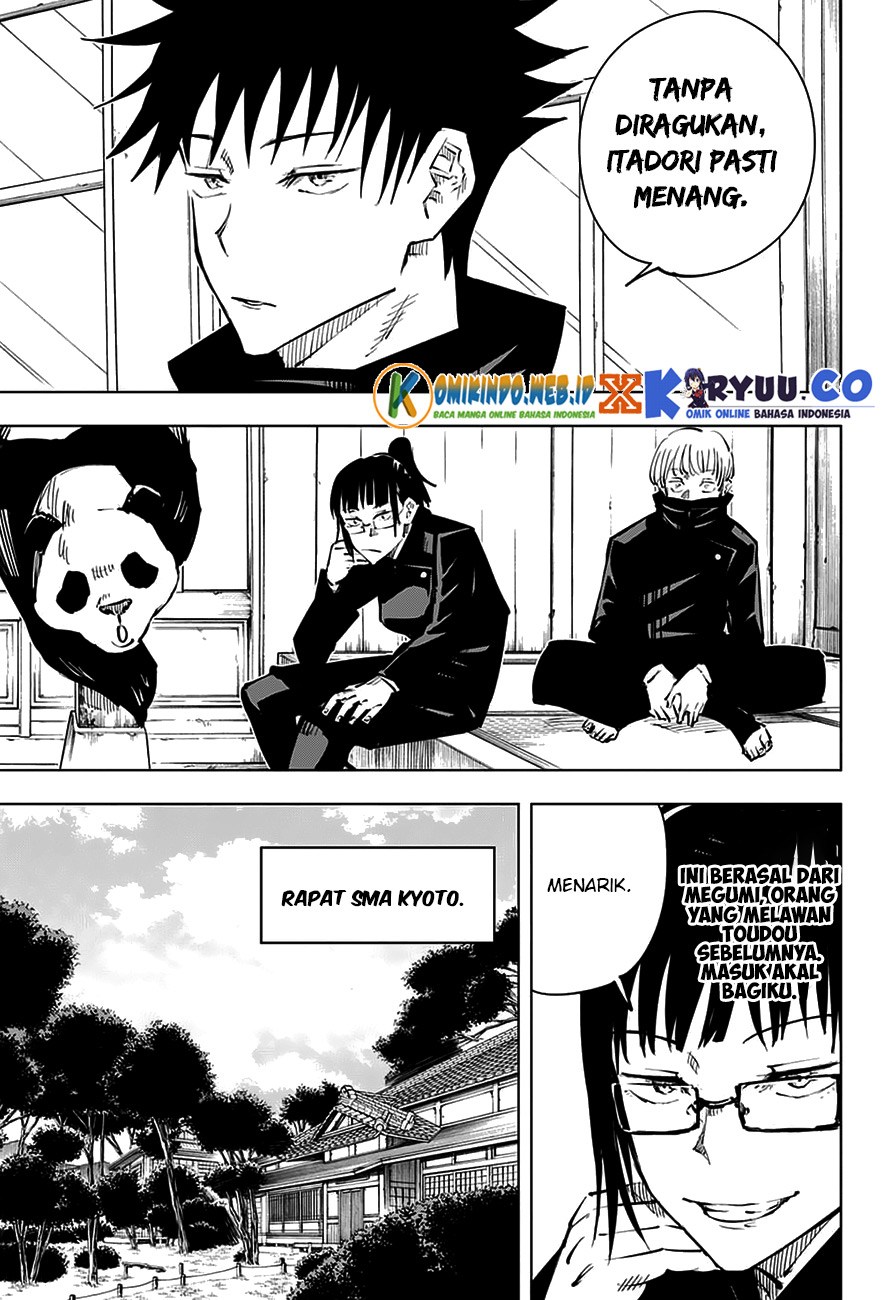 TANPA
DIRAGUKAN,
ITADORI PASTI
MENANG.
KOMIKINDO.WEB.ID
BACA MANGA ONLINE BAHASA INDONESIA
X
KIRYUU.CO
OMIK ONLINE BAHASA INDONESIA
MENARIK.
INI BERASAL DARI
MEGUMI, ORANG
YANG MELAWAN
TOUDOU
SEBELUMNYA.
MASUK AKAL
BAGIKU.
RAPAT SMA KYOTO.